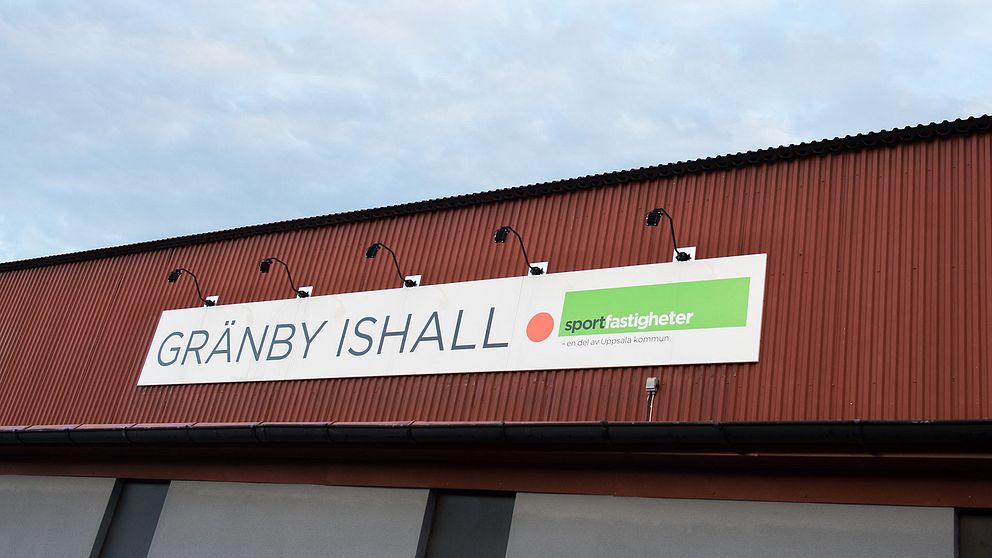 GRÄNBY ISHALL
sportfastigheter
– en del av Uppsala kommun